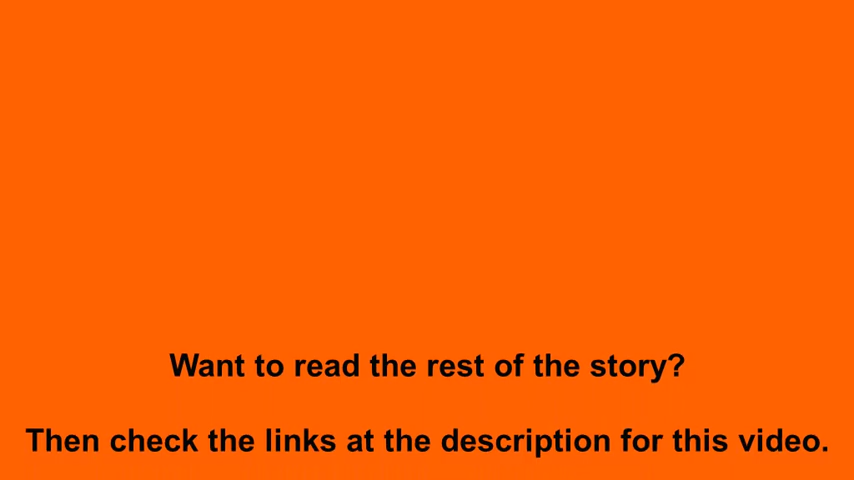 Want to read the rest of the story?
Then check the links at the description for this video.